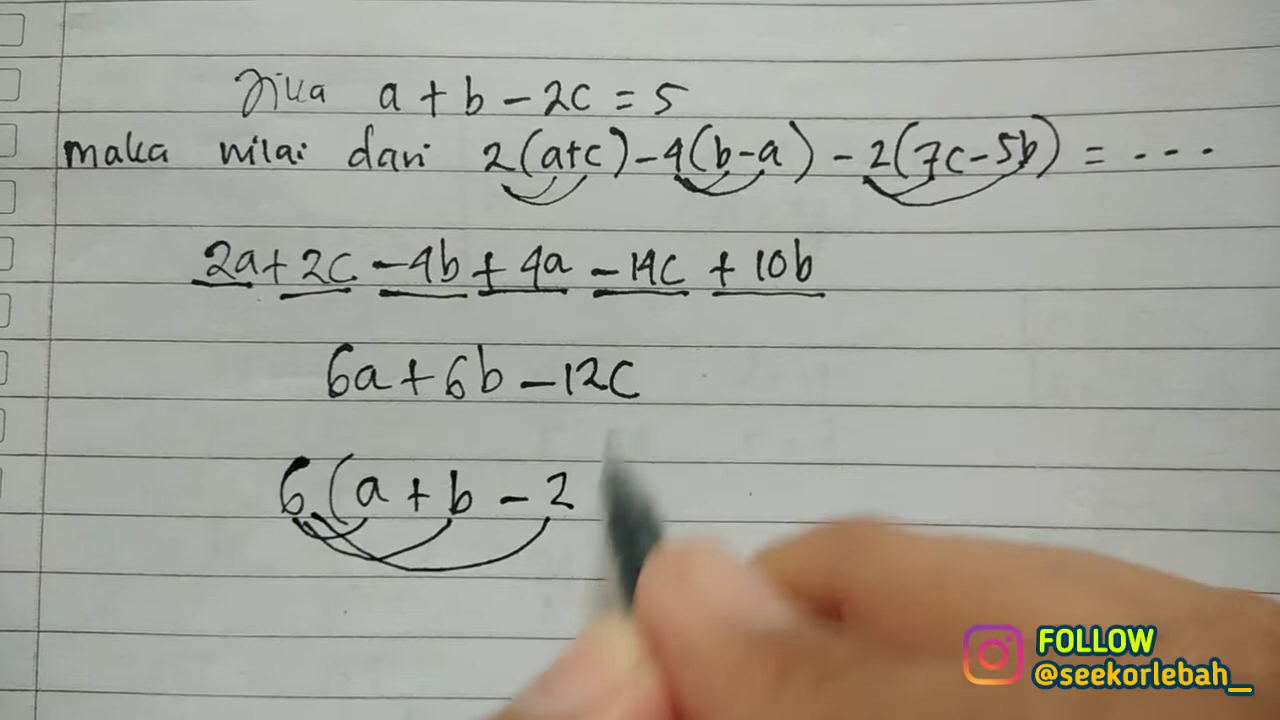 Jika a + b - 2c = 5
maka nilai dari 2(a+c) - 4(b-a) - 2(7c-5b) = ---
2a + 2c - 4b + 4a - 14c + 10b
6a + 6b - 12c
6(a + b - 2
FOLLOW
@seekorlebah_